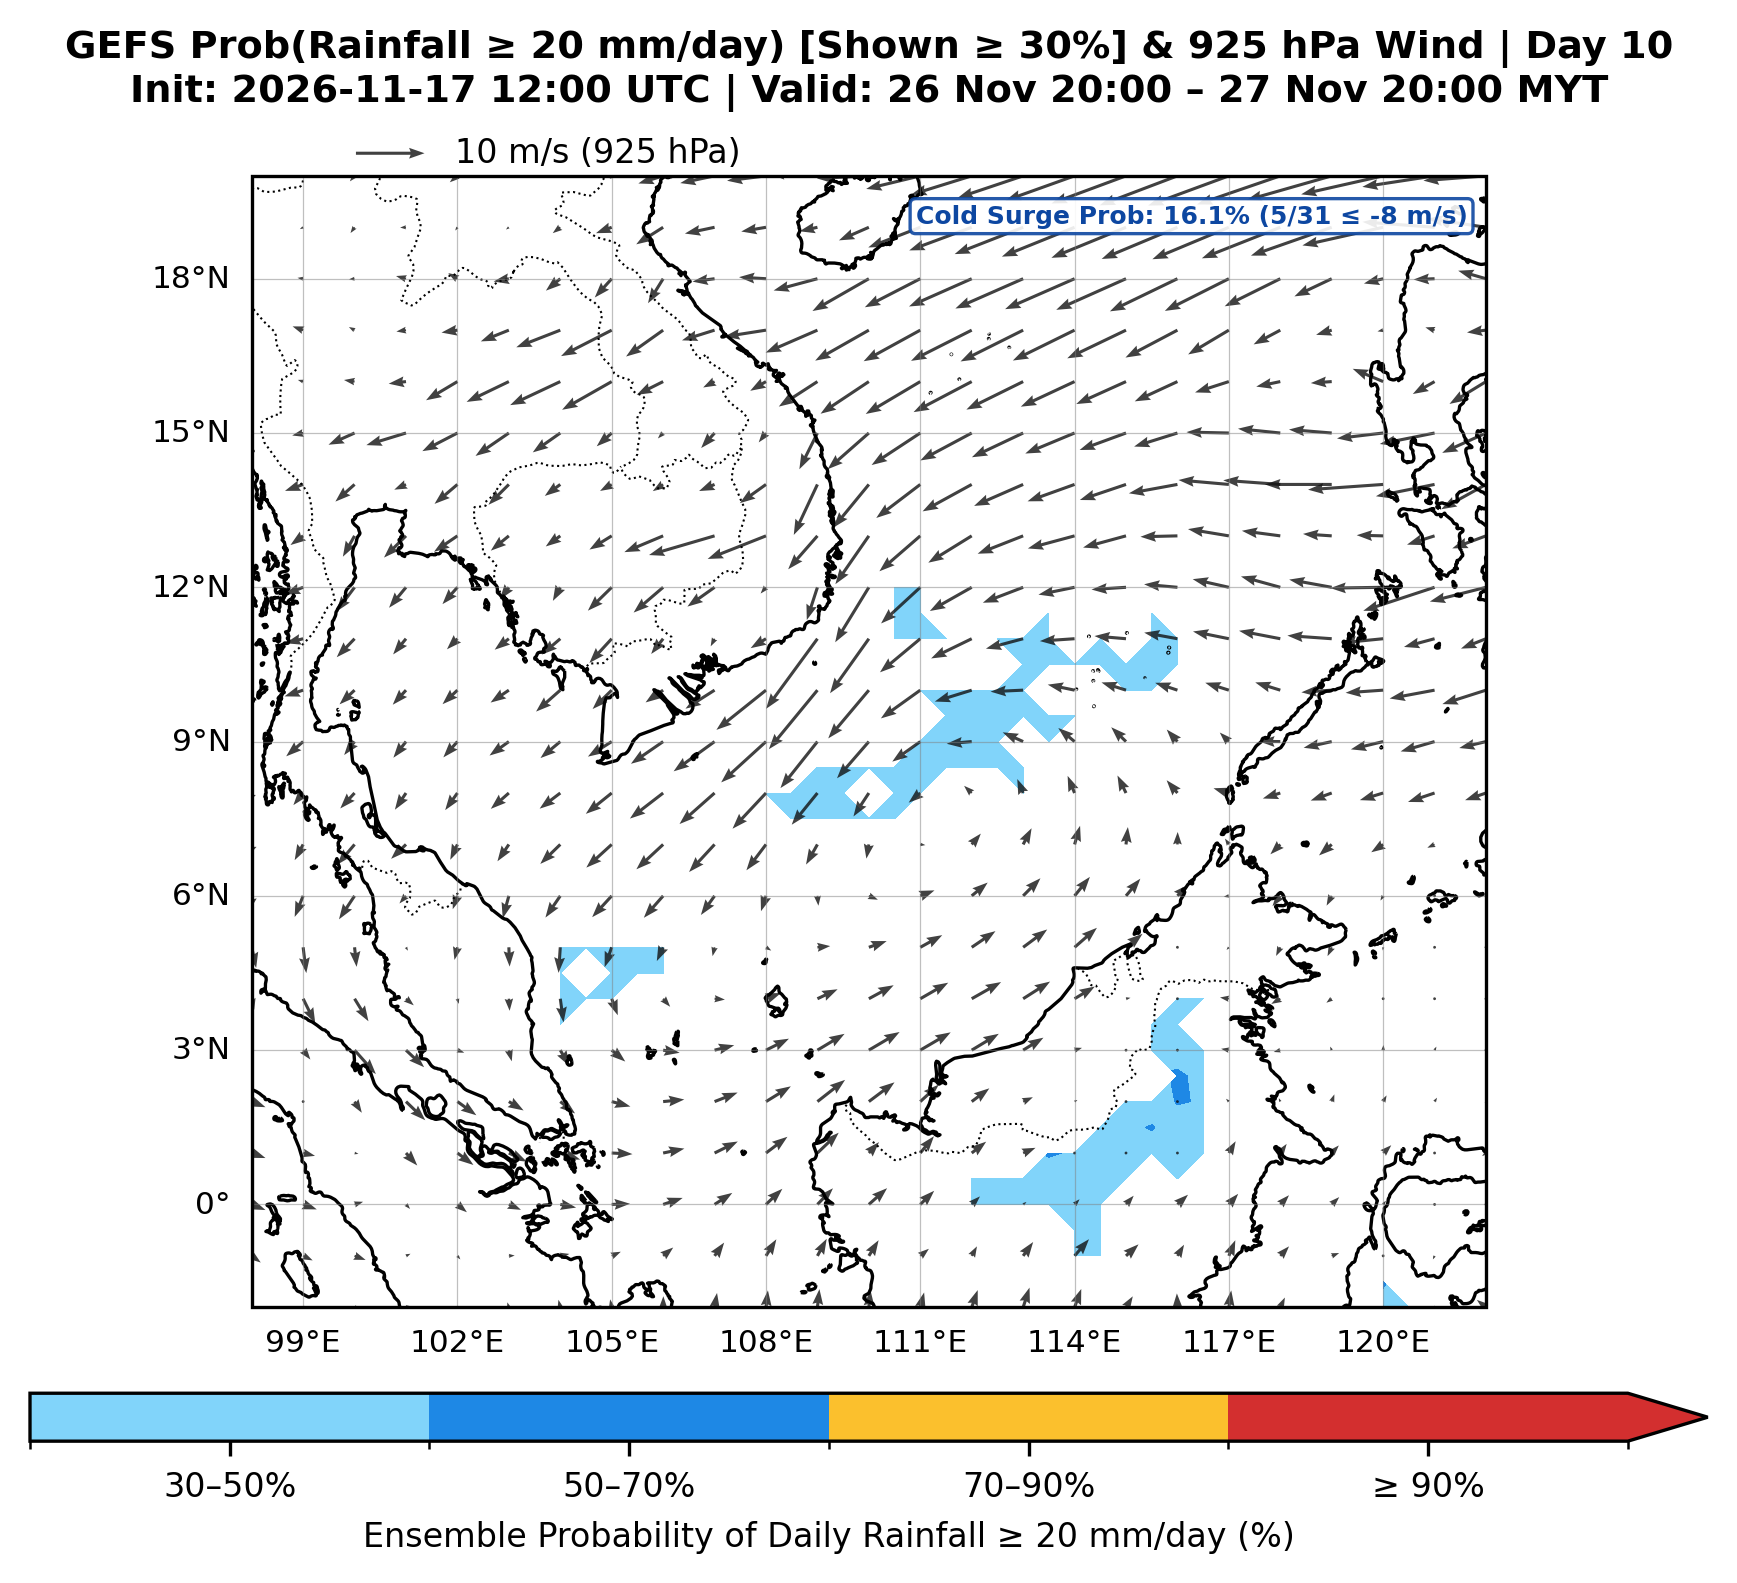 GEFS Prob(Rainfall ≥ 20 mm/day) [Shown ≥ 30%] & 925 hPa Wind | Day 10
Init: 2026-11-17 12:00 UTC | Valid: 26 Nov 20:00 – 27 Nov 20:00 MYT
10 m/s (925 hPa)
Cold Surge Prob: 16.1% (5/31 ≤ -8 m/s)
18°N
15°N
12°N
9°N
6°N
3°N
0°
99°E 102°E 105°E 108°E 111°E 114°E 117°E 120°E
30–50% 50–70% 70–90% ≥ 90%
Ensemble Probability of Daily Rainfall ≥ 20 mm/day (%)